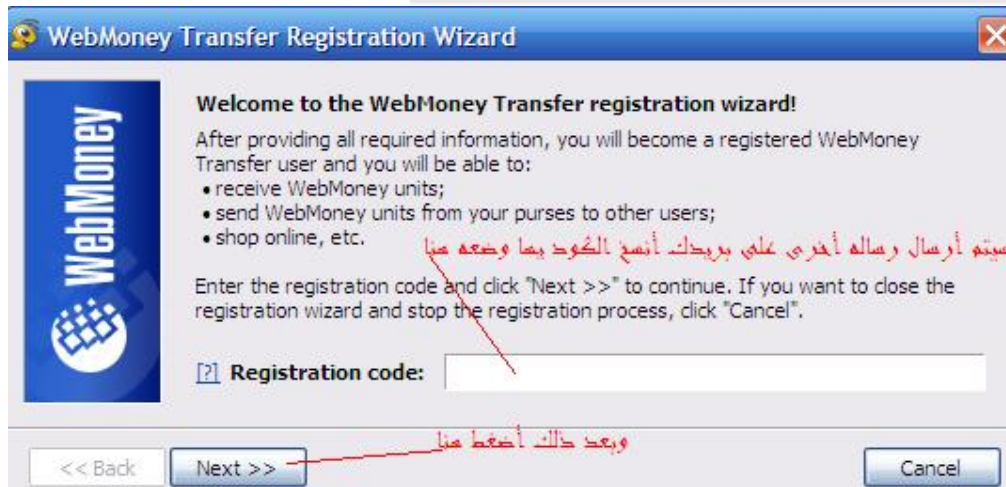 WebMoney Transfer Registration Wizard
WebMoney
Welcome to the WebMoney Transfer registration wizard!
After providing all required information, you will become a registered WebMoney
Transfer user and you will be able to:
• receive WebMoney units;
• send WebMoney units from your purses to other users;
• shop online, etc.
سيتم أرسال رساله أخرى على بريدك أنسخ الكود بها وضعه هنا
Enter the registration code and click "Next >>" to continue. If you want to close the
registration wizard and stop the registration process, click "Cancel".
[?] Registration code:
وبعد ذلك أضغط هنا
<< Back Next >> Cancel